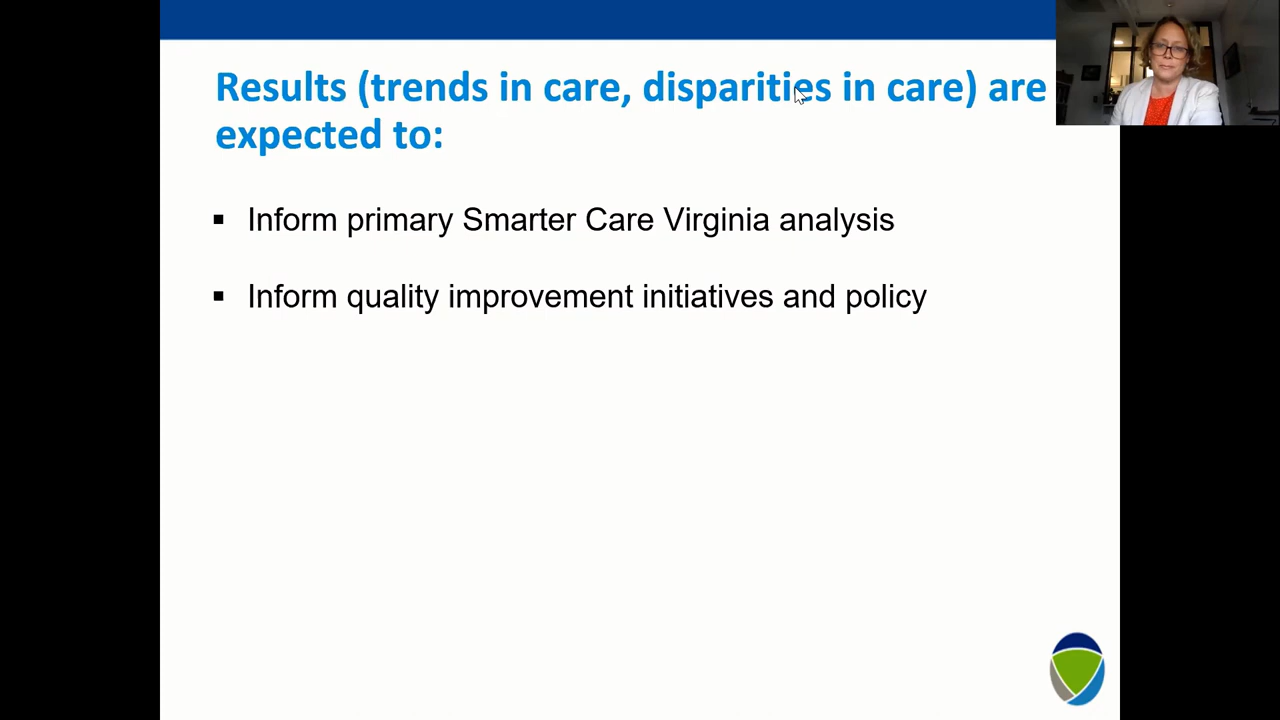 Results (trends in care, disparities in care) are
expected to:
▪ Inform primary Smarter Care Virginia analysis
▪ Inform quality improvement initiatives and policy